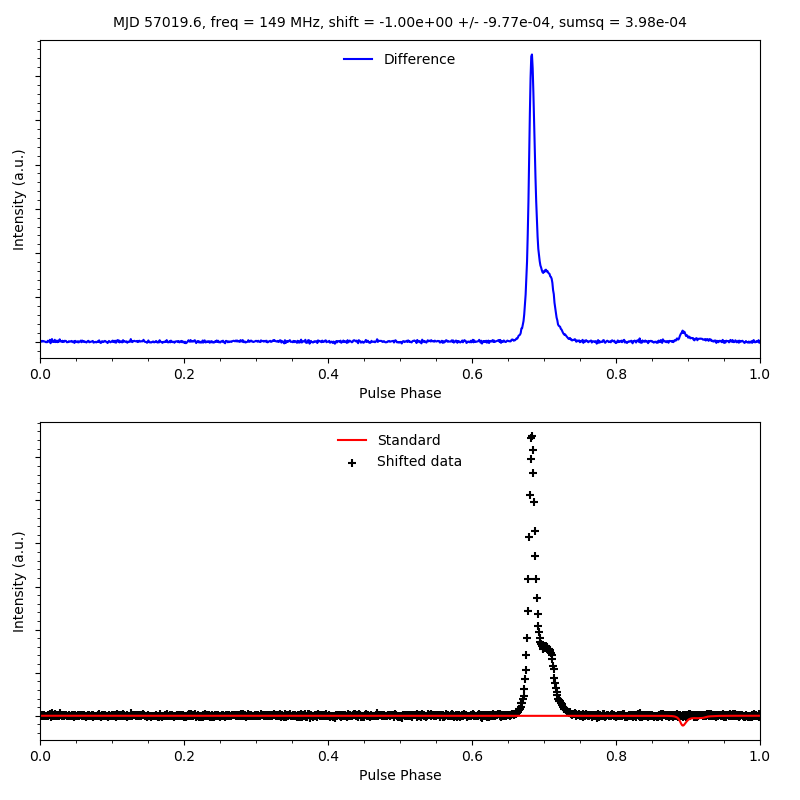 MJD 57019.6, freq = 149 MHz, shift = -1.00e+00 +/- -9.77e-04, sumsq = 3.98e-04
Difference
Intensity (a.u.)
0.0 0.2 0.4 0.6 0.8 1.0
Pulse Phase
Standard
Shifted data
Intensity (a.u.)
0.0 0.2 0.4 0.6 0.8 1.0
Pulse Phase